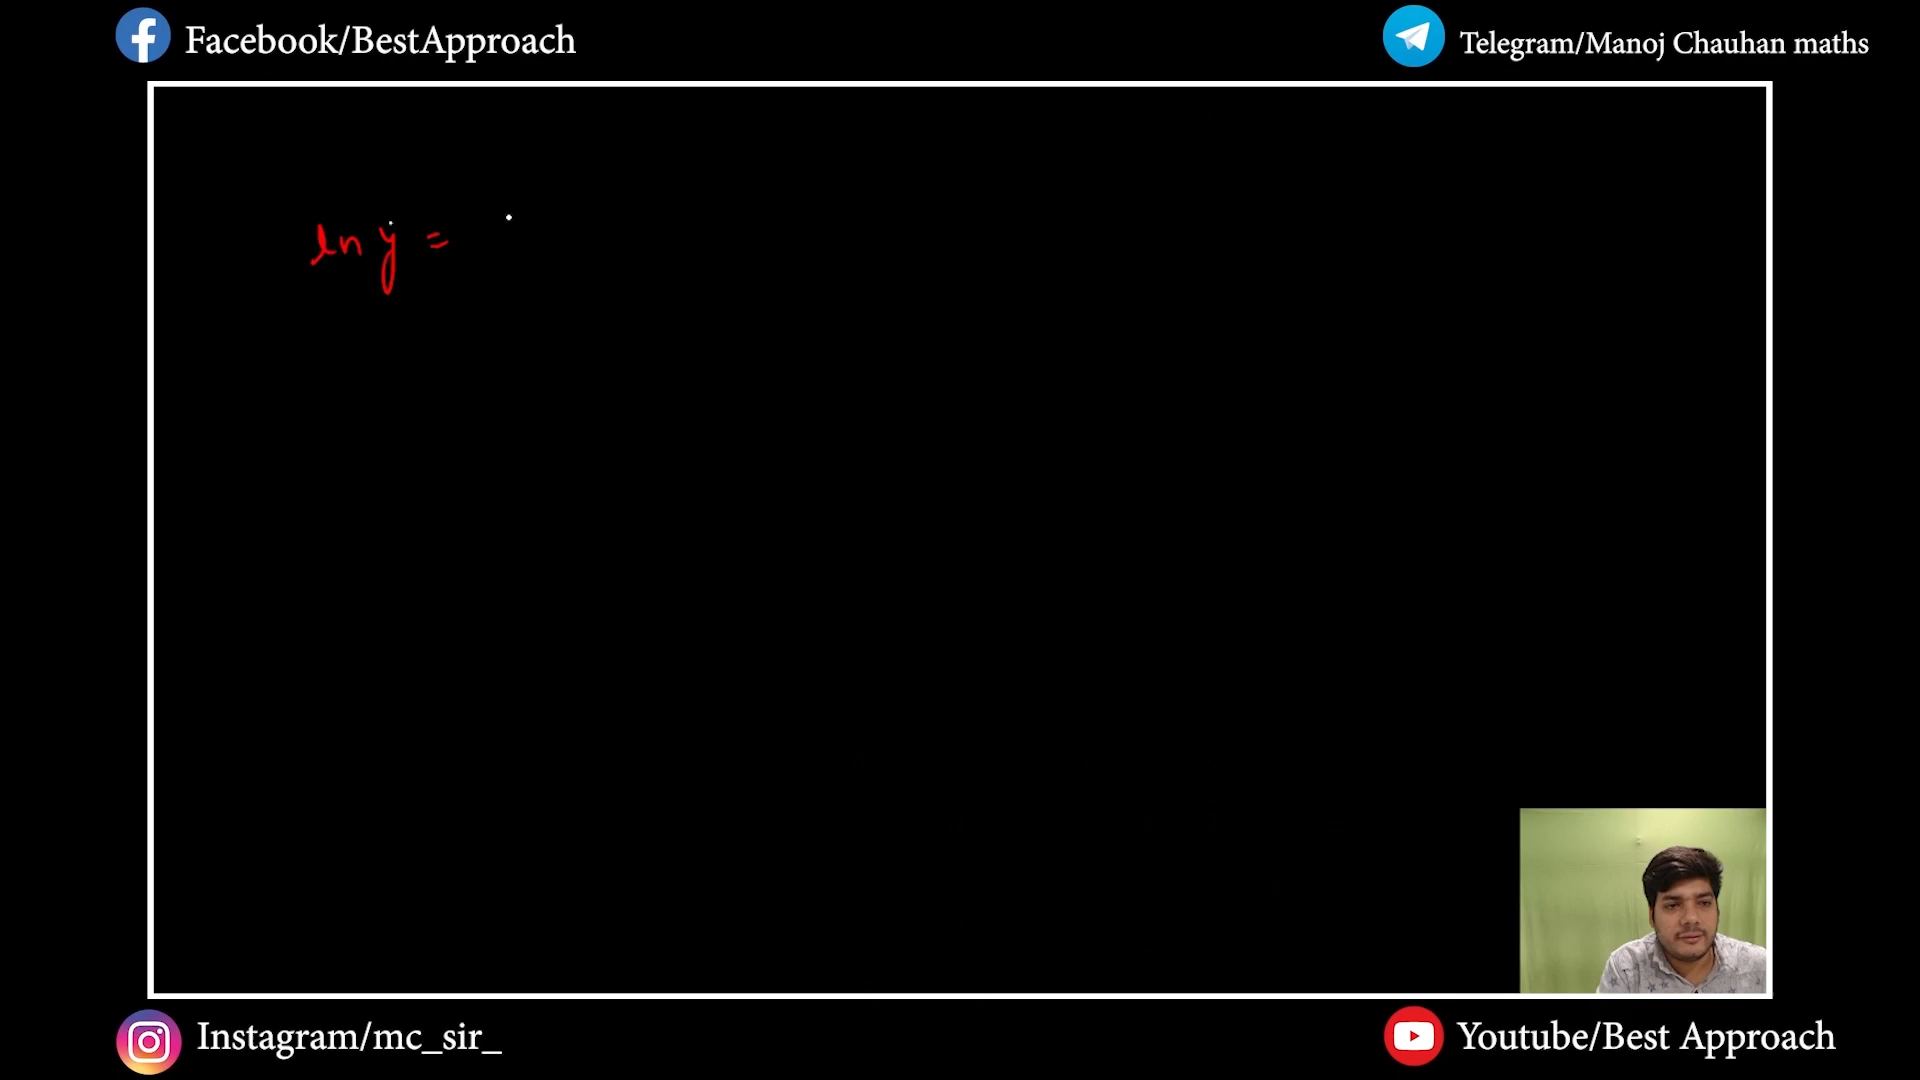 Facebook/BestApproach
Telegram/Manoj Chauhan maths
ln y =
Instagram/mc_sir_
Youtube/Best Approach